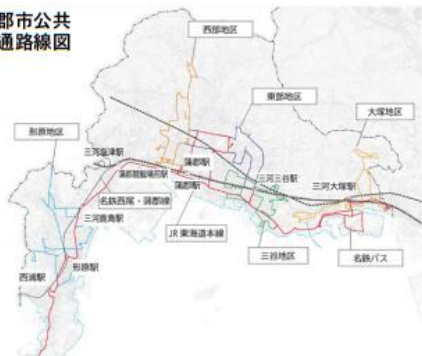 郡市公共
通路線図
西部地区
東部地区
大塚地区
形原地区
三河塩津駅
蒲郡駅
三河三谷駅
蒲郡競艇場前駅
蒲郡駅
三河大塚駅
名鉄西尾・蒲郡線
三河鹿島駅
JR東海道本線
三谷地区
名鉄バス
西浦駅
形原駅